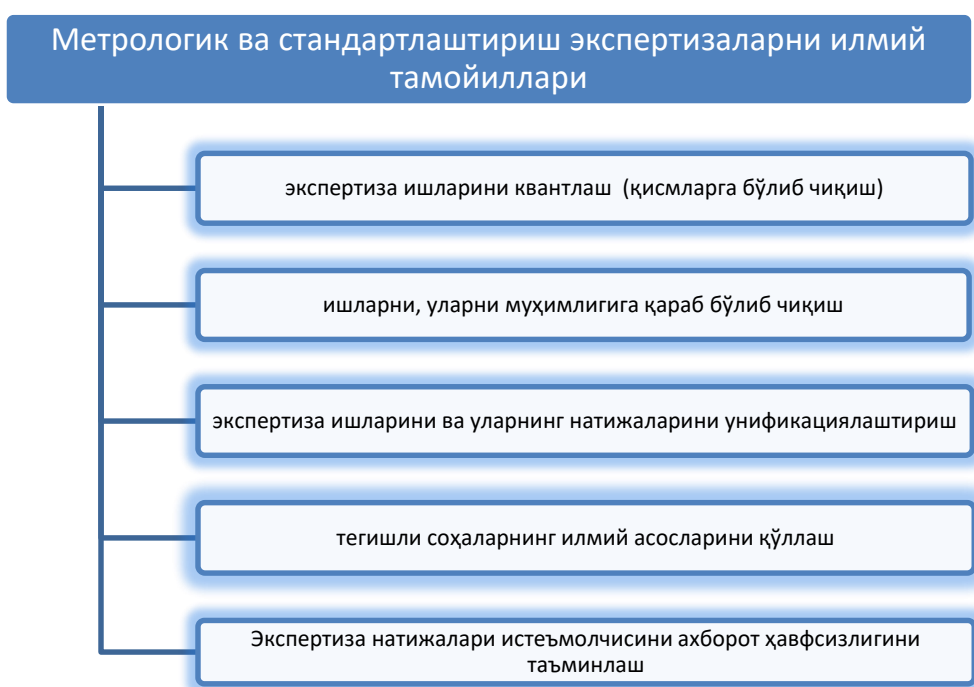 Метрологик ва стандартлаштириш экспертизаларни илмий
тамойиллари
экспертиза ишларини квантлаш (қисмларга бўлиб чиқиш)
ишларни, уларни муҳимлигига қараб бўлиб чиқиш
экспертиза ишларини ва уларнинг натижаларини унификациялаштириш
тегишли соҳаларнинг илмий асосларини қўллаш
Экспертиза натижалари истеъмолчисини ахборот ҳавфсизлигини
таъминлаш